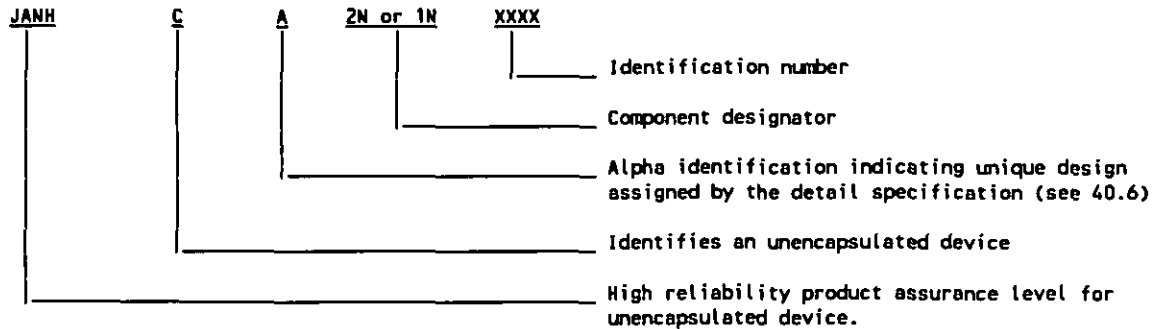 JANH C A 2N or 1N XXXX
Identification number
Component designator
Alpha identification indicating unique design
assigned by the detail specification (see 40.6)
Identifies an unencapsulated device
High reliability product assurance level for
unencapsulated device.